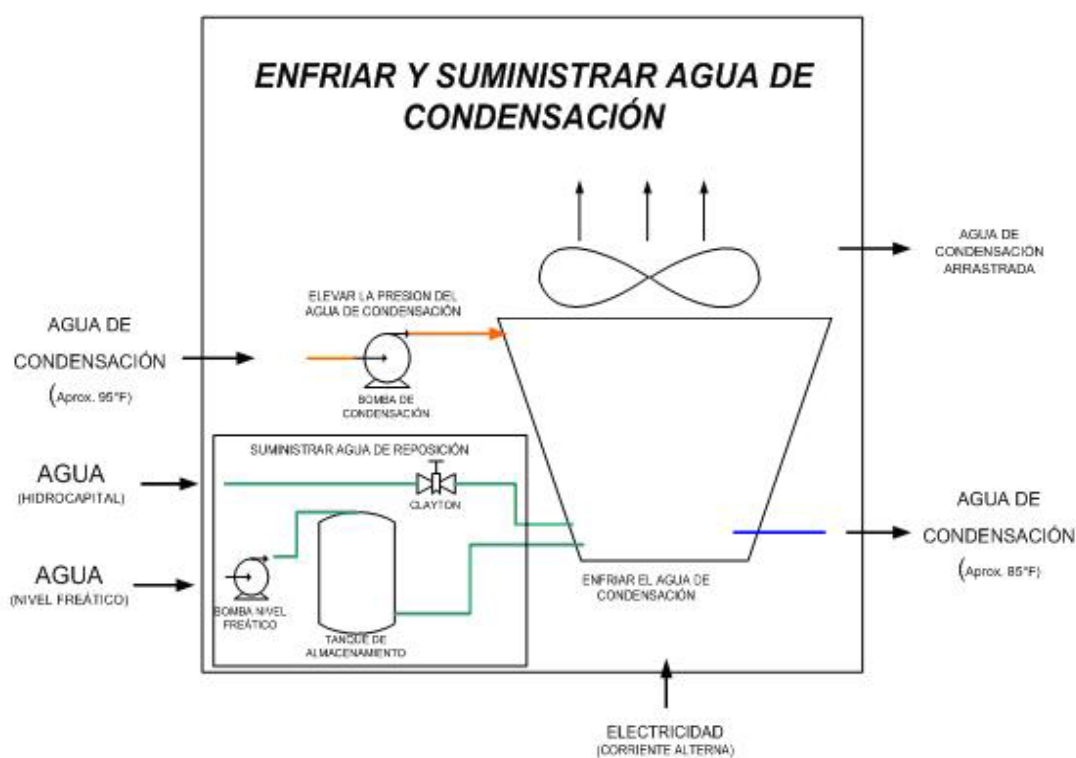 ENFRIAR Y SUMINISTRAR AGUA DE
CONDENSACIÓN
AGUA DE
CONDENSACIÓN
ARRASTRADA
ELEVAR LA PRESION DEL
AGUA DE CONDENSACIÓN
AGUA DE
CONDENSACIÓN
(Aprox. 95°F)
BOMBA DE
CONDENSACIÓN
SUMINISTRAR AGUA DE REPOSICIÓN
AGUA
(HIDROCAPITAL)
CLAYTON
AGUA DE
CONDENSACIÓN
(Aprox. 85°F)
AGUA
(NIVEL FREÁTICO)
BOMBA NIVEL
FREÁTICO
ENFRIAR EL AGUA DE
CONDENSACIÓN
TANQUE DE
ALMACENAMIENTO
ELECTRICIDAD
(CORRIENTE ALTERNA)